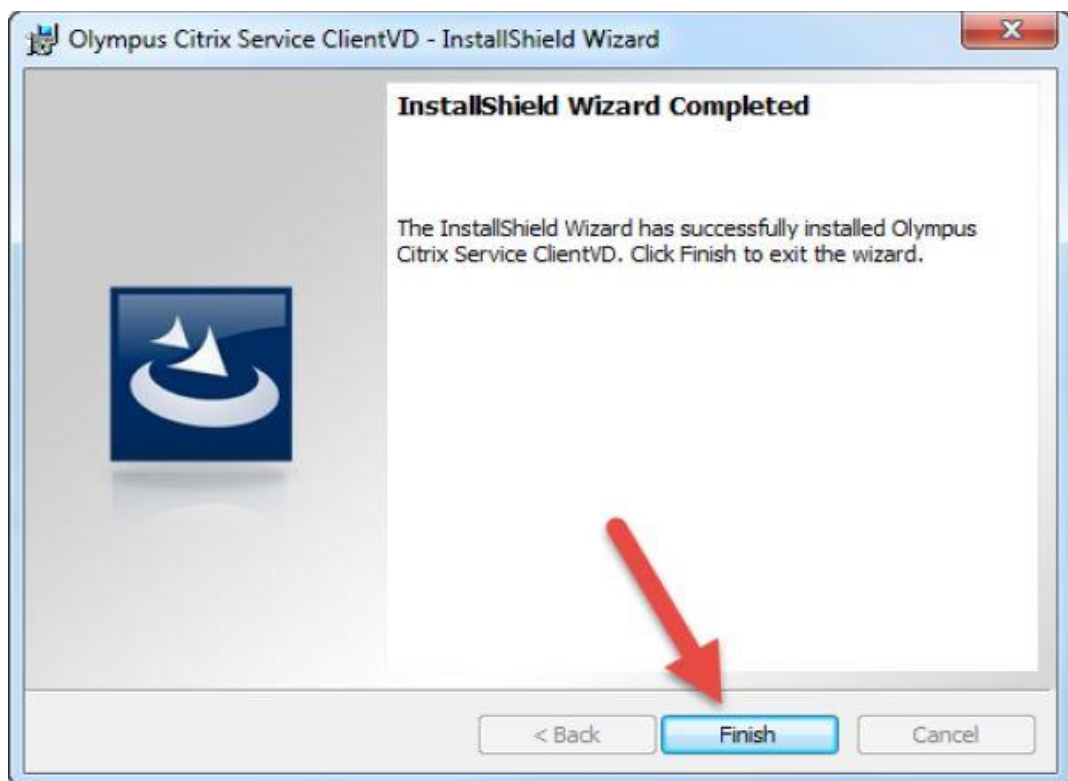 Olympus Citrix Service ClientVD - InstallShield Wizard
InstallShield Wizard Completed
The InstallShield Wizard has successfully installed Olympus
Citrix Service ClientVD. Click Finish to exit the wizard.
< Back Finish Cancel